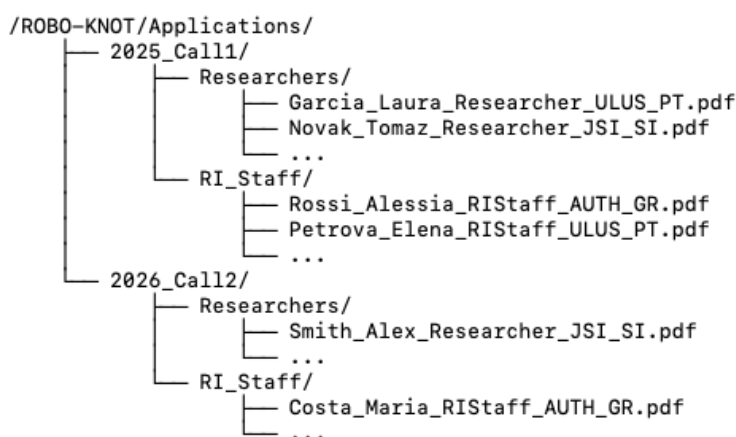 /ROBO-KNOT/Applications/
├── 2025_Call1/
│   ├── Researchers/
│   │   ├── Garcia_Laura_Researcher_ULUS_PT.pdf
│   │   ├── Novak_Tomaz_Researcher_JSI_SI.pdf
│   │   └── ...
│   └── RI_Staff/
│       ├── Rossi_Alessia_RIStaff_AUTH_GR.pdf
│       ├── Petrova_Elena_RIStaff_ULUS_PT.pdf
│       └── ...
└── 2026_Call2/
    ├── Researchers/
    │   ├── Smith_Alex_Researcher_JSI_SI.pdf
    │   └── ...
    └── RI_Staff/
        ├── Costa_Maria_RIStaff_AUTH_GR.pdf
        └── ...